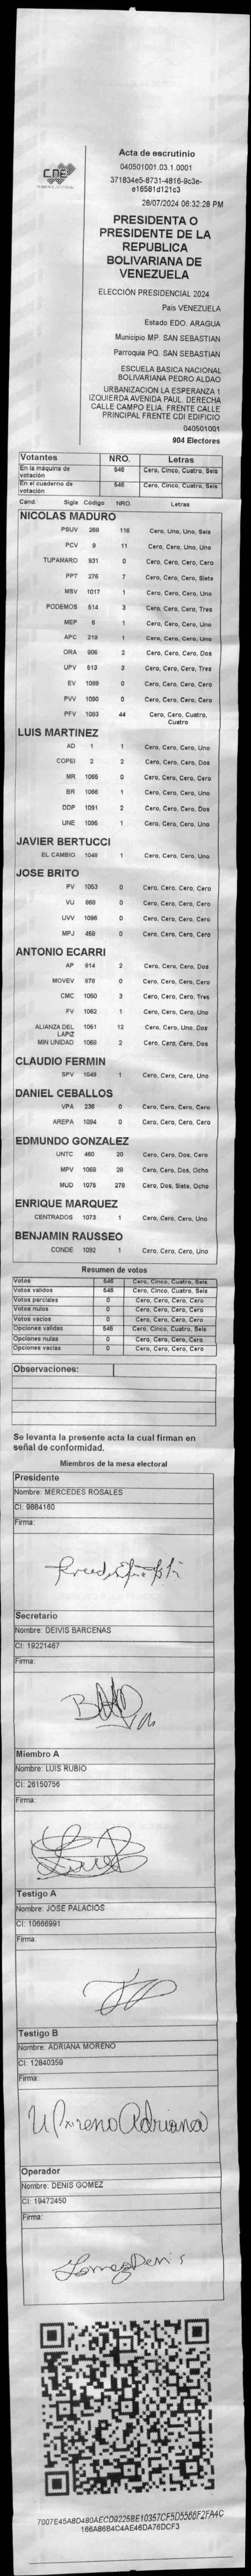 Acta de escrutinio
CNE
040501001.03.1.0001
371834e5-8731-4816-9c3e-
e16581d121c3
28/07/2024 06:32:28 PM
PRESIDENTA O
PRESIDENTE DE LA
REPUBLICA
BOLIVARIANA DE
VENEZUELA
ELECCIÓN PRESIDENCIAL 2024
Pais VENEZUELA
Estado EDO. ARAGUA
Municipio MP. SAN SEBASTIAN
Parroquia PQ. SAN SEBASTIAN
ESCUELA BASICA NACIONAL
BOLIVARIANA PEDRO ALDAO
URBANIZACION LA ESPERANZA 1
IZQUIERDA AVENIDA PAUL. DERECHA
CALLE CAMPO ELIA. FRENTE CALLE
PRINCIPAL FRENTE CDI EDIFICIO
040501001
904 Electores
Votantes NRO. Letras
En la maquina de votación 546 Cero, Cinco, Cuatro, Seis
En el cuaderno de votación 546 Cero, Cinco, Cuatro, Seis
Cand. Sigla Código NRO. Letras
NICOLAS MADURO
PSUV 269 116 Cero, Uno, Uno, Seis
PCV 9 11 Cero, Cero, Uno, Uno
TUPAMARO 931 0 Cero, Cero, Cero, Cero
PPT 276 7 Cero, Cero, Cero, Siete
MSV 1017 1 Cero, Cero, Cero, Uno
PODEMOS 514 3 Cero, Cero, Cero, Tres
MEP 6 1 Cero, Cero, Cero, Uno
APC 219 1 Cero, Cero, Cero, Uno
ORA 906 2 Cero, Cero, Cero, Dos
UPV 613 3 Cero, Cero, Cero, Tres
EV 1089 0 Cero, Cero, Cero, Cero
PVV 1090 0 Cero, Cero, Cero, Cero
PFV 1093 44 Cero, Cero, Cuatro,
Cuatro
LUIS MARTINEZ
AD 1 1 Cero, Cero, Cero, Uno
COPEI 2 2 Cero, Cero, Cero, Dos
MR 1065 0 Cero, Cero, Cero, Cero
BR 1066 1 Cero, Cero, Cero, Uno
DDP 1091 2 Cero, Cero, Cero, Dos
UNE 1095 1 Cero, Cero, Cero, Uno
JAVIER BERTUCCI
EL CAMBIO 1048 1 Cero, Cero, Cero, Uno
JOSE BRITO
PV 1053 0 Cero, Cero, Cero, Cero
VU 868 0 Cero, Cero, Cero, Cero
UVV 1096 0 Cero, Cero, Cero, Cero
MPJ 458 0 Cero, Cero, Cero, Cero
ANTONIO ECARRI
AP 814 2 Cero, Cero, Cero, Dos
MOVEV 878 0 Cero, Cero, Cero, Cero
CMC 1050 3 Cero, Cero, Cero, Tres
FV 1062 1 Cero, Cero, Cero, Uno
ALIANZA DEL LAPIZ 1051 12 Cero, Cero, Uno, Dos
MIN UNIDAD 1058 2 Cero, Cero, Cero, Dos
CLAUDIO FERMIN
SPV 1049 1 Cero, Cero, Cero, Uno
DANIEL CEBALLOS
VPA 236 0 Cero, Cero, Cero, Cero
AREPA 1094 0 Cero, Cero, Cero, Cero
EDMUNDO GONZALEZ
UNTC 460 20 Cero, Cero, Dos, Cero
MPV 1069 28 Cero, Cero, Dos, Ocho
MUD 1075 278 Cero, Dos, Siete, Ocho
ENRIQUE MARQUEZ
CENTRADOS 1073 1 Cero, Cero, Cero, Uno
BENJAMIN RAUSSEO
CONDE 1092 1 Cero, Cero, Cero, Uno
Resumen de votos
Votos 546 Cero, Cinco, Cuatro, Seis
Votos validos 546 Cero, Cinco, Cuatro, Seis
Votos parciales 0 Cero, Cero, Cero, Cero
Votos nulos 0 Cero, Cero, Cero, Cero
Votos vacios 0 Cero, Cero, Cero, Cero
Opciones validas 546 Cero, Cinco, Cuatro, Seis
Opciones nulas 0 Cero, Cero, Cero, Cero
Opciones vacias 0 Cero, Cero, Cero, Cero
Observaciones:
Se levanta la presente acta la cual firman en
señal de conformidad.
Miembros de la mesa electoral
Presidente
Nombre: MERCEDES ROSALES
CI: 9884160
Firma:
Secretario
Nombre: DEIVIS BARCENAS
CI: 19221467
Firma:
Miembro A
Nombre: LUIS RUBIO
CI: 26150756
Firma:
Testigo A
Nombre: JOSE PALACIOS
CI: 10666991
Firma:
Testigo B
Nombre: ADRIANA MORENO
CI: 12840359
Firma:
Moreno Adriana
Operador
Nombre: DENIS GOMEZ
CI: 19472450
Firma:
Gomez Denis
7007E45A8D480AECD9225BE10357CF5D5566F2FA4C
166A86B4C4AE46DA76DCF3